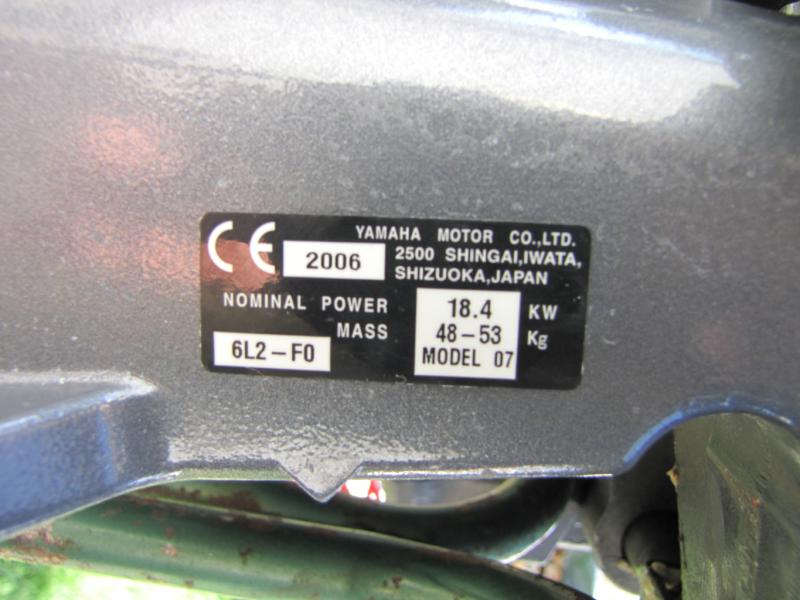 CE 2006 YAMAHA MOTOR CO.,LTD.
2500 SHINGAI,IWATA,
SHIZUOKA,JAPAN
NOMINAL POWER 18.4 KW
MASS 48-53 Kg
6L2-F0 MODEL 07